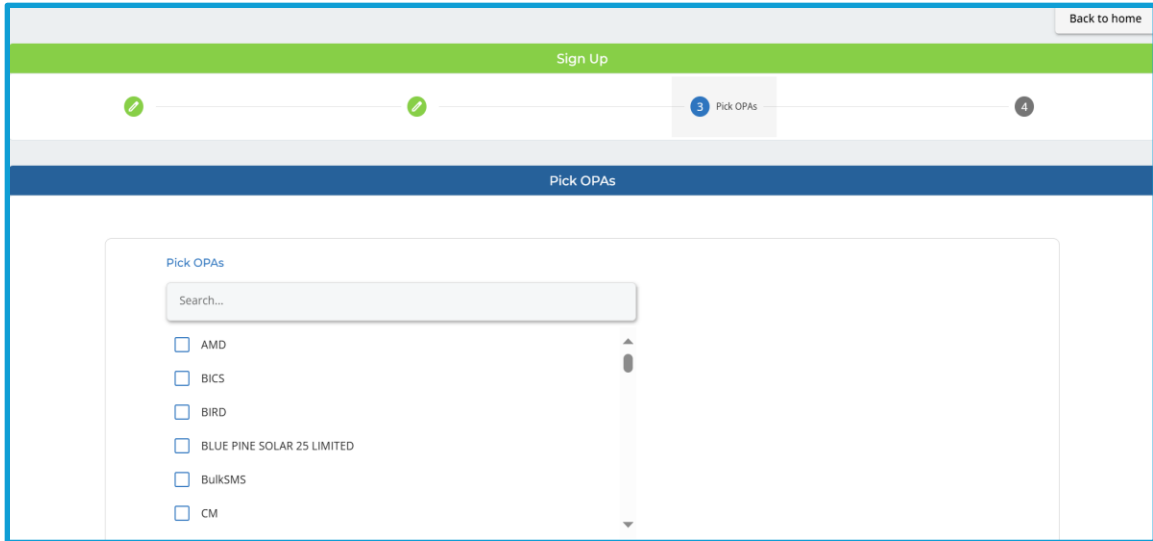 Back to home
Sign Up
3 Pick OPAs
4
Pick OPAs
Pick OPAs
Search...
AMD
BICS
BIRD
BLUE PINE SOLAR 25 LIMITED
BulkSMS
CM